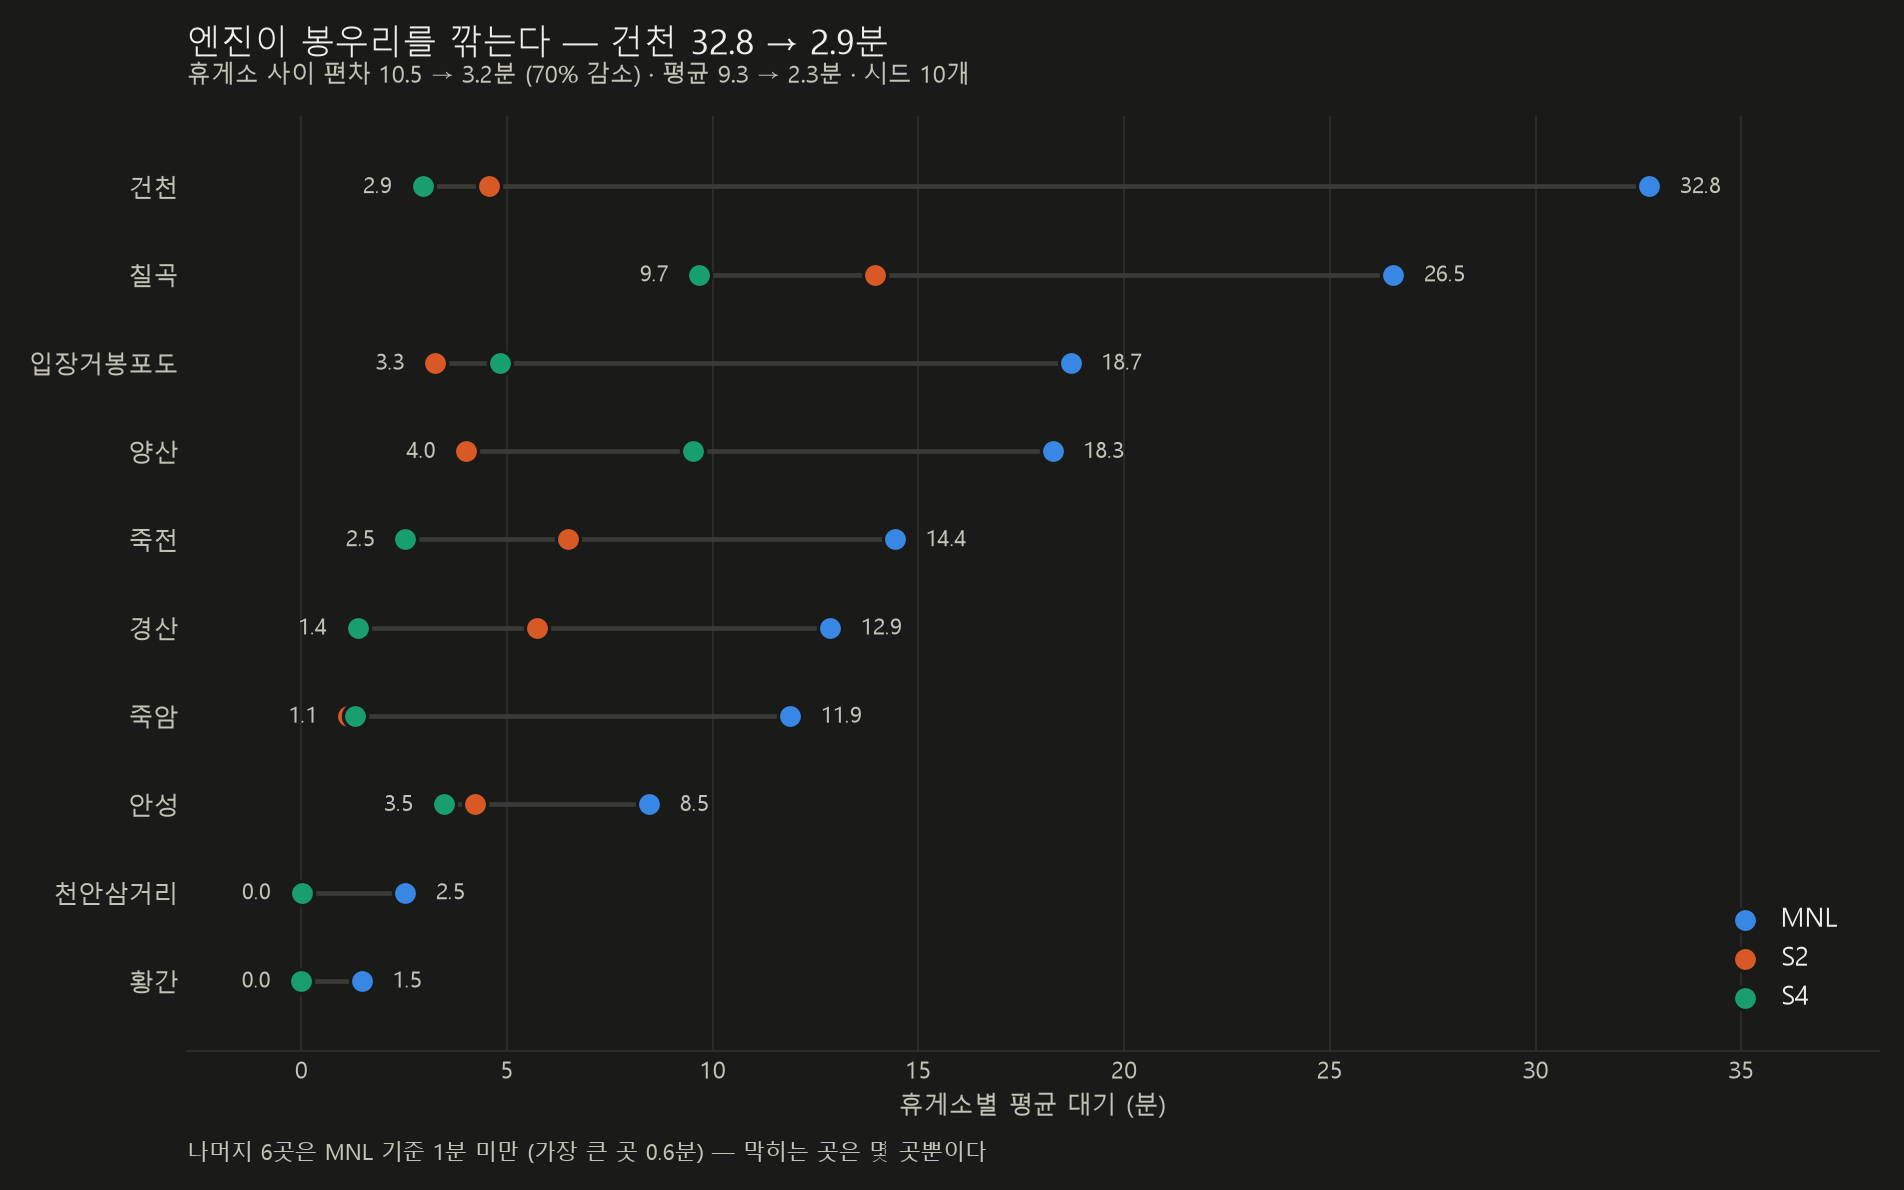 엔진이 봉우리를 깎는다 — 건천 32.8 → 2.9분
휴게소 사이 편차 10.5 → 3.2분 (70% 감소) · 평균 9.3 → 2.3분 · 시드 10개
건천 2.9 32.8
칠곡 9.7 26.5
입장거봉포도 3.3 18.7
양산 4.0 18.3
죽전 2.5 14.4
경산 1.4 12.9
죽암 1.1 11.9
안성 3.5 8.5
천안삼거리 0.0 2.5
황간 0.0 1.5
MNL
S2
S4
0 5 10 15 20 25 30 35
휴게소별 평균 대기 (분)
나머지 6곳은 MNL 기준 1분 미만 (가장 큰 곳 0.6분) — 막히는 곳은 몇 곳뿐이다